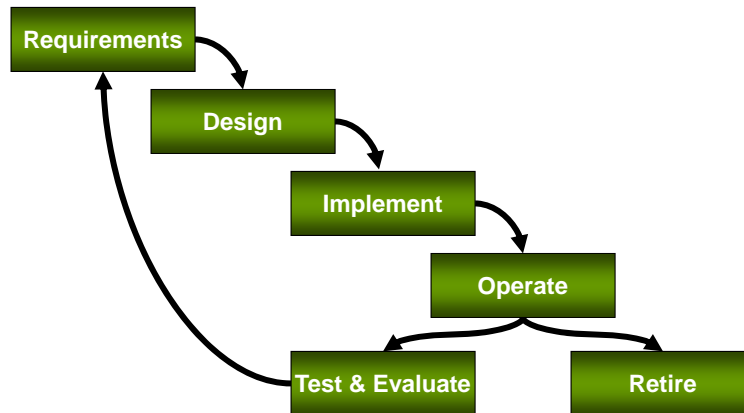 Requirements
Design
Implement
Operate
Test & Evaluate
Retire